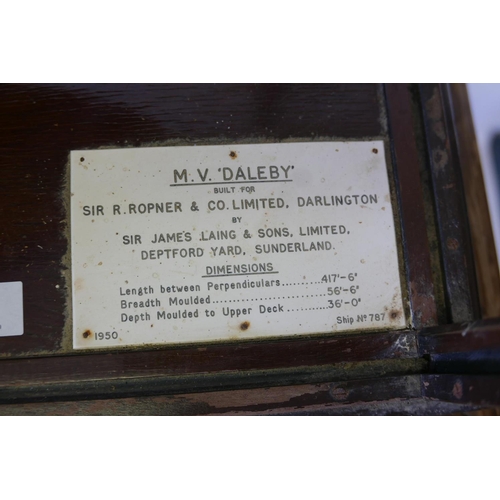 M.V. 'DALEBY'
BUILT FOR
SIR R. ROPNER & CO. LIMITED, DARLINGTON
BY
SIR JAMES LAING & SONS, LIMITED,
DEPTFORD YARD, SUNDERLAND.
DIMENSIONS
Length between Perpendiculars..........417'-6"
Breadth Moulded............................56'-6"
Depth Moulded to Upper Deck ...........36'-0"
1950 Ship Nº 787